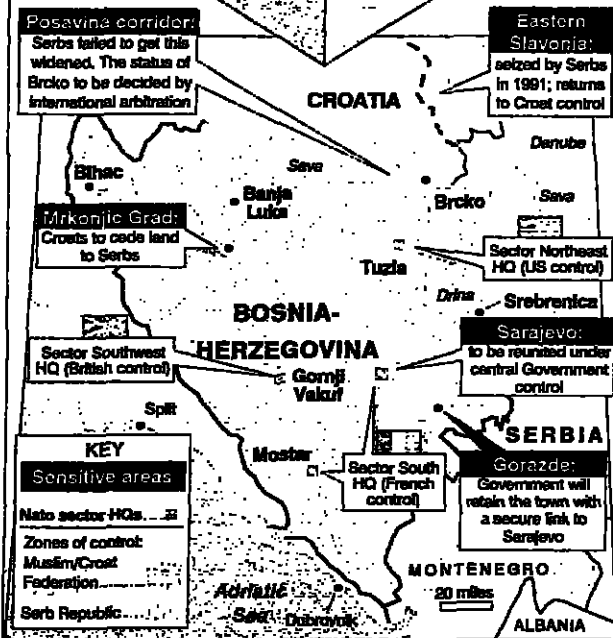 Posavina corridor:
Serbs failed to get this
widened. The status of
Brcko to be decided by
international arbitration
Eastern
Slavonia:
seized by Serbs
in 1991; returns
to Croat control
CROATIA
Danube
Bihac
Sava
Banja
Luka
Brcko
Sava
Mrkonjic Grad:
Croats to cede land
to Serbs
Tuzla
Sector Northeast
HQ (US control)
Drina
Srebrenica
BOSNIA-
HERZEGOVINA
Sarajevo:
to be reunited under
central Government
control
Sector Southwest
HQ (British control)
Gornji
Vakuf
Split
SERBIA
KEY
Sensitive areas
Nato sector HQs
Zones of control:
Muslim/Croat
Federation
Serb Republic
Mostar
Sector South
HQ (French
control)
Gorazde:
Government will
retain the town with
a secure link to
Sarajevo
MONTENEGRO
Adriatic
Sea
Dubrovnik
20 miles
ALBANIA